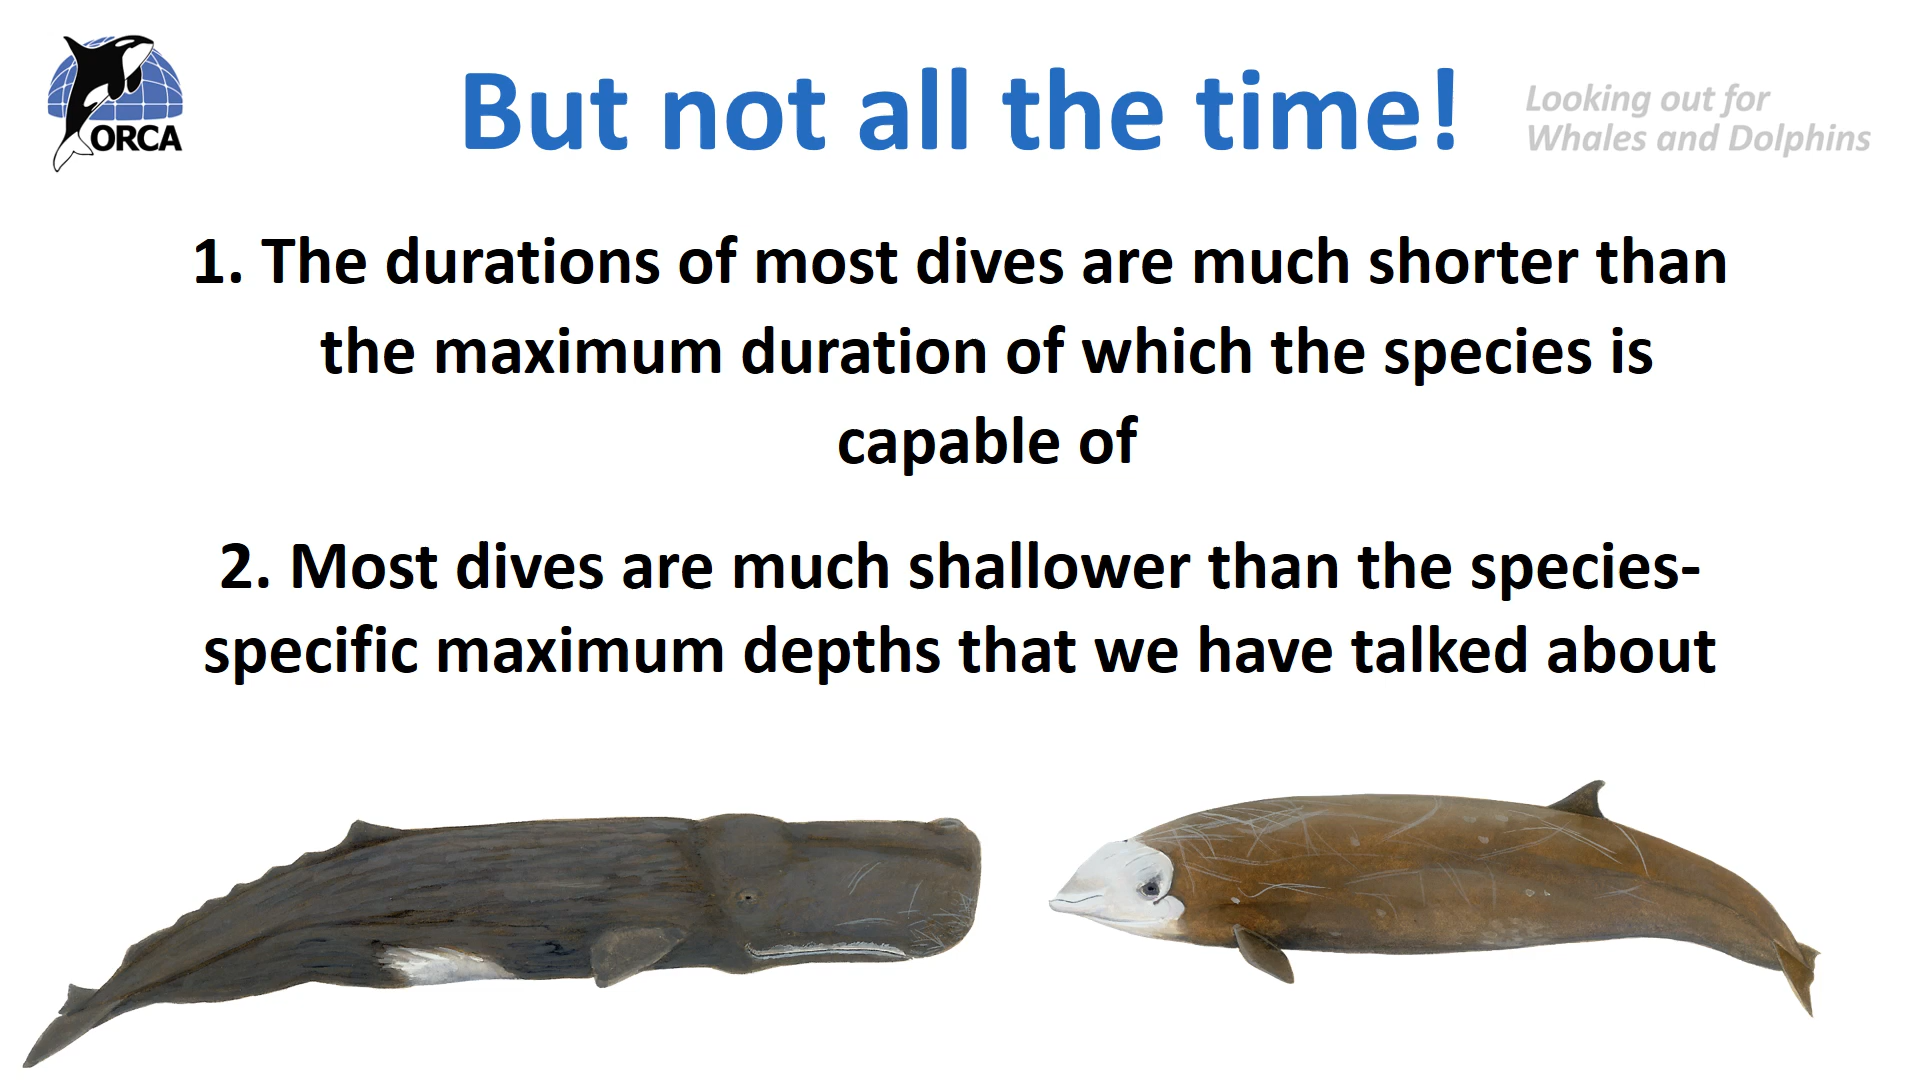 ORCA
But not all the time!
Looking out for
Whales and Dolphins
1. The durations of most dives are much shorter than
the maximum duration of which the species is
capable of
2. Most dives are much shallower than the species-
specific maximum depths that we have talked about